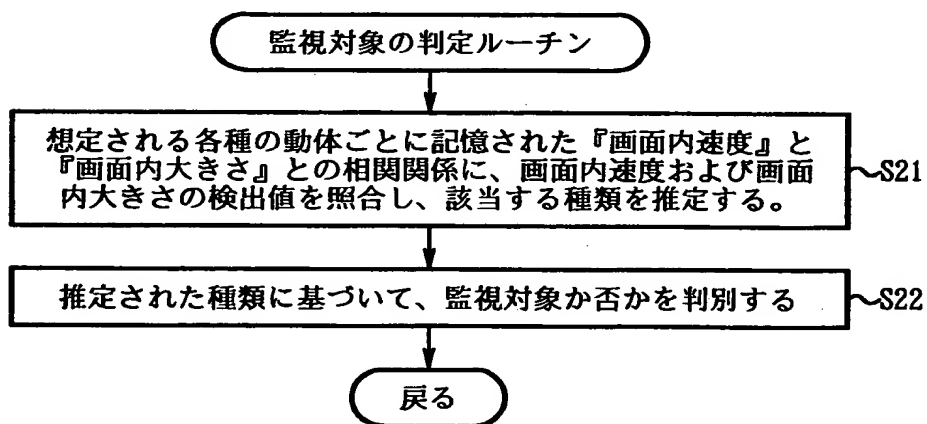 監視対象の判定ルーチン
想定される各種の動体ごとに記憶された『画面内速度』と
『画面内大きさ』との相関関係に、画面内速度および画面
内大きさの検出値を照合し、該当する種類を推定する。
S21
推定された種類に基づいて、監視対象か否かを判別する
S22
戻る